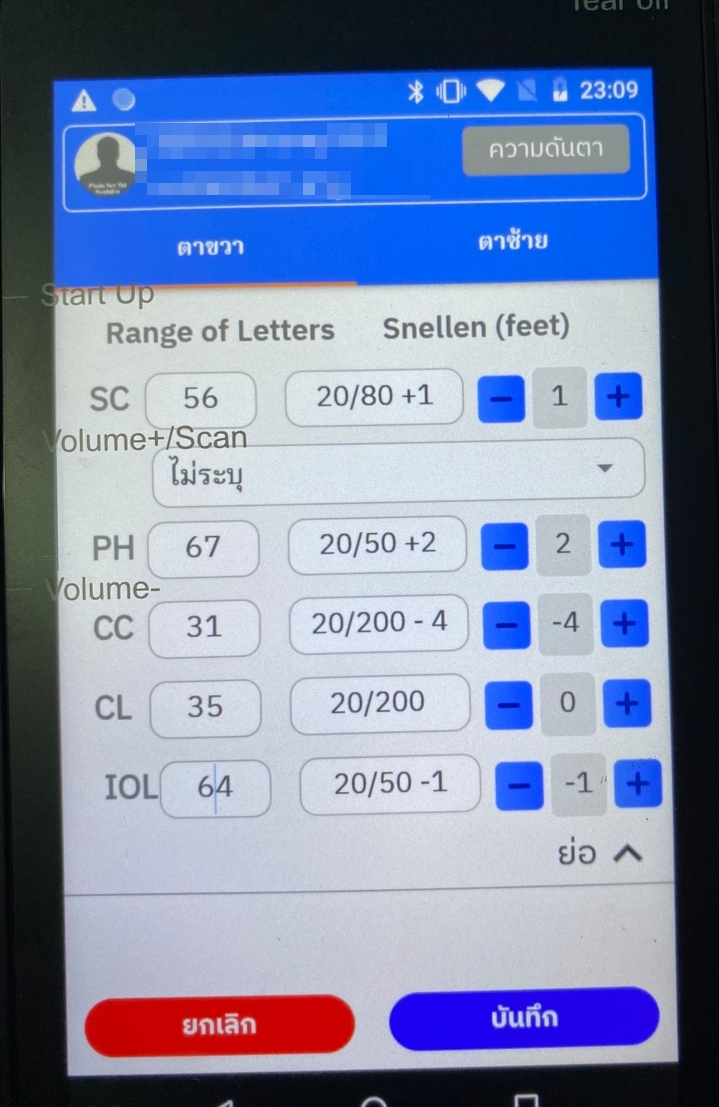 Tear Off
23:09
ความดันตา
ตาขวา ตาซ้าย
Start Up
Range of Letters Snellen (feet)
SC 56 20/80 +1 − 1 +
Volume+/Scan
ไม่ระบุ
PH 67 20/50 +2 − 2 +
Volume-
CC 31 20/200 - 4 − -4 +
CL 35 20/200 − 0 +
IOL 64 20/50 -1 − -1 +
ย่อ
ยกเลิก บันทึก